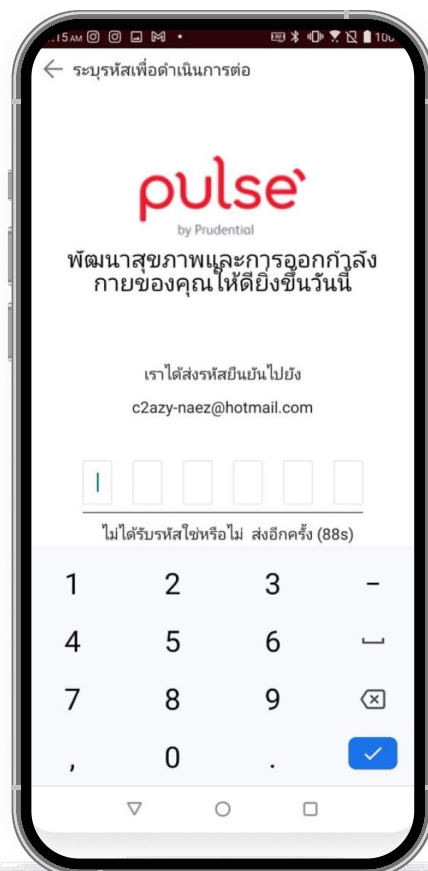 :15 AM
ระบุรหัสเพื่อดำเนินการต่อ
pulse
by Prudential
พัฒนาสุขภาพและการออกกำลัง
กายของคุณให้ดียิ่งขึ้นวันนี้
เราได้ส่งรหัสยืนยันไปยัง
c2azy-naez@hotmail.com
ไม่ได้รับรหัสใช่หรือไม่ ส่งอีกครั้ง (88s)
1 2 3 -
4 5 6
7 8 9
, 0 .